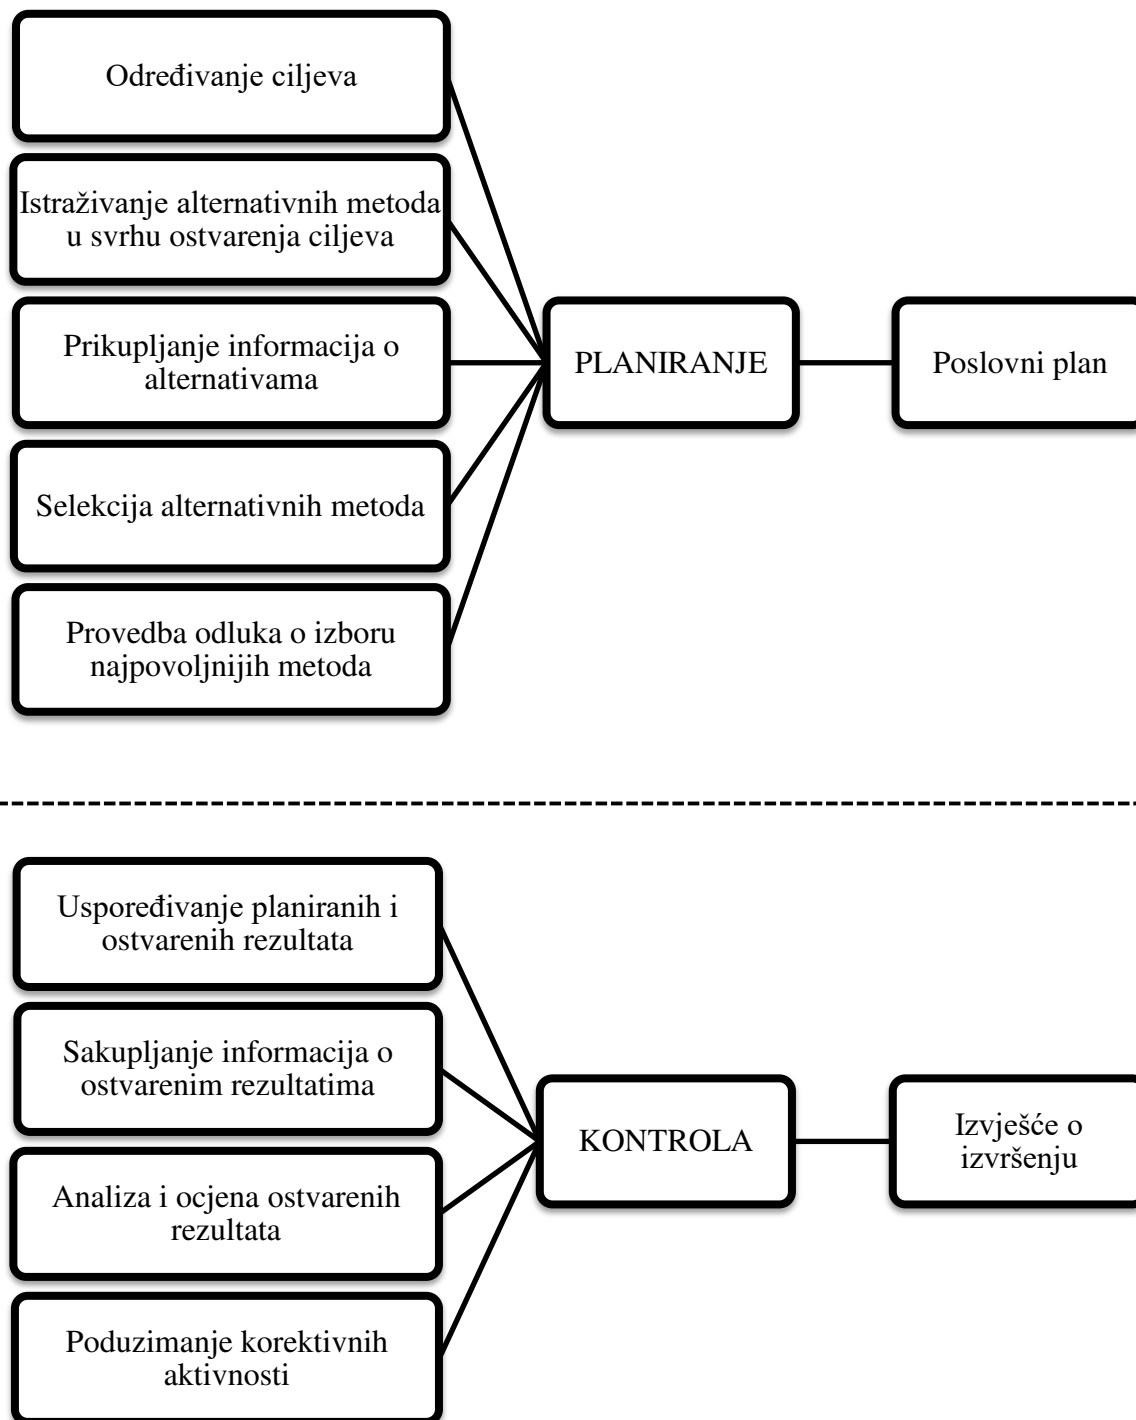 Određivanje ciljeva
Istraživanje alternativnih metoda
u svrhu ostvarenja ciljeva
Prikupljanje informacija o
alternativama
Selekcija alternativnih metoda
Provedba odluka o izboru
najpovoljnijih metoda
PLANIRANJE
Poslovni plan
Uspoređivanje planiranih i
ostvarenih rezultata
Sakupljanje informacija o
ostvarenim rezultatima
Analiza i ocjena ostvarenih
rezultata
Poduzimanje korektivnih
aktivnosti
KONTROLA
Izvješće o
izvršenju